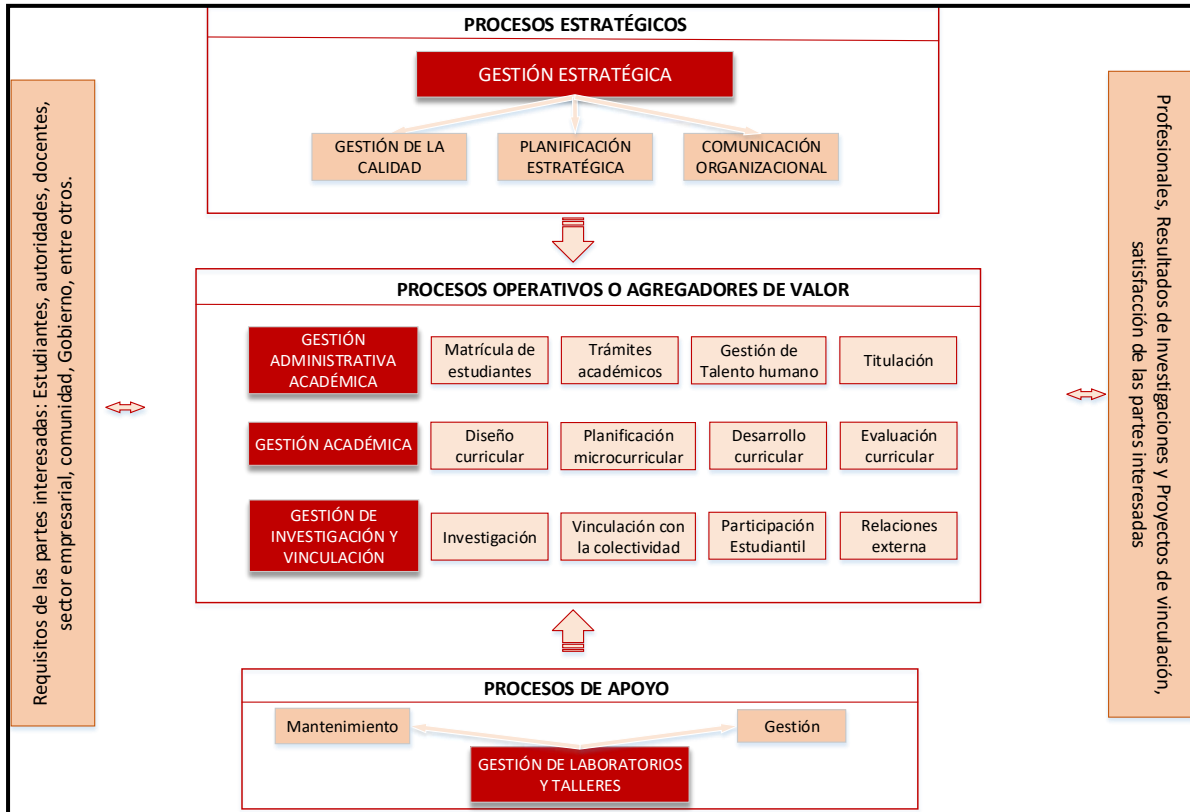 PROCESOS ESTRATÉGICOS
GESTIÓN ESTRATÉGICA
GESTIÓN DE LA
CALIDAD
PLANIFICACIÓN
ESTRATÉGICA
COMUNICACIÓN
ORGANIZACIONAL
Requisitos de las partes interesadas: Estudiantes, autoridades, docentes,
sector empresarial, comunidad, Gobierno, entre otros.
PROCESOS OPERATIVOS O AGREGADORES DE VALOR
GESTIÓN
ADMINISTRATIVA
ACADÉMICA
Matrícula de
estudiantes
Trámites
académicos
Gestión de
Talento humano
Titulación
GESTIÓN ACADÉMICA
Diseño
curricular
Planificación
microcurricular
Desarrollo
curricular
Evaluación
curricular
GESTIÓN DE
INVESTIGACIÓN Y
VINCULACIÓN
Investigación
Vinculación con
la colectividad
Participación
Estudiantil
Relaciones
externa
Profesionales, Resultados de Investigaciones y Proyectos de vinculación,
satisfacción de las partes interesadas
PROCESOS DE APOYO
Mantenimiento
Gestión
GESTIÓN DE LABORATORIOS
Y TALLERES